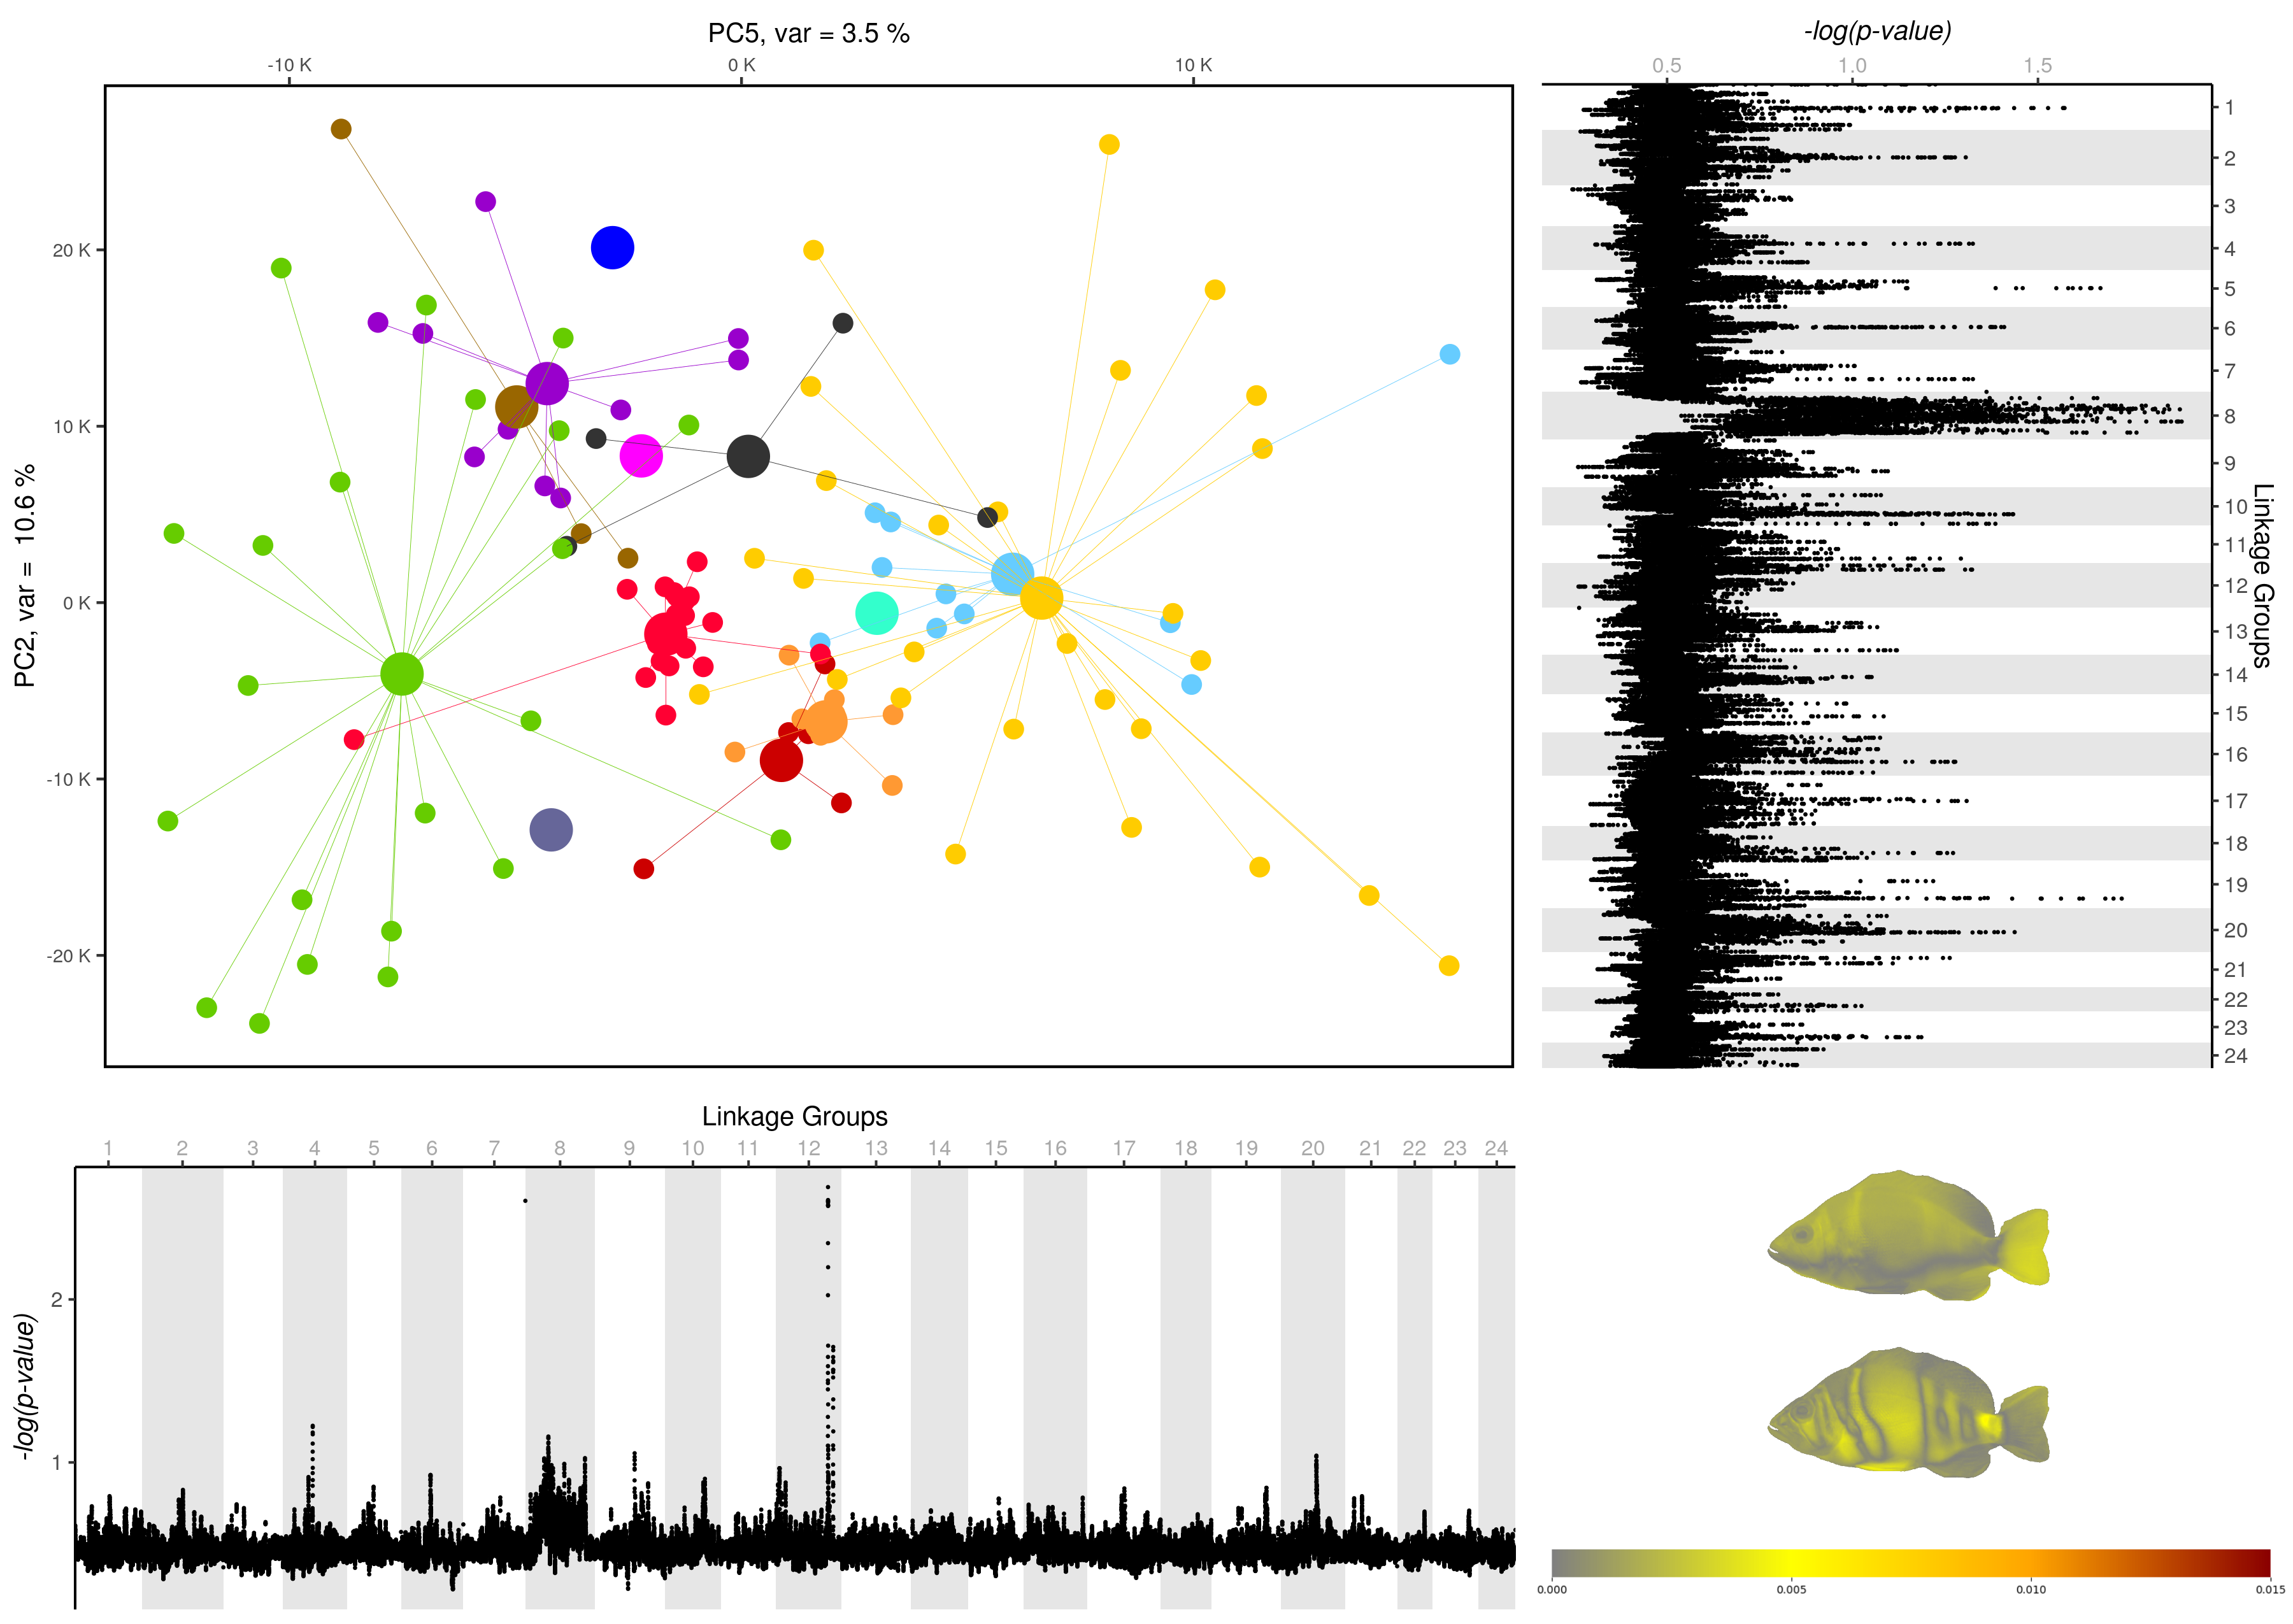 PC5, var = 3.5 %
-10 K 0 K 10 K
PC2, var = 10.6 %
20 K
10 K
0 K
-10 K
-20 K
-log(p-value)
0.5 1.0 1.5
1
2
3
4
5
6
7
8
9
10
11
12
13
14
15
16
17
18
19
20
21
22
23
24
Linkage Groups
Linkage Groups
1 2 3 4 5 6 7 8 9 10 11 12 13 14 15 16 17 18 19 20 21 22 23 24
-log(p-value)
2
1
0.000 0.005 0.010 0.015